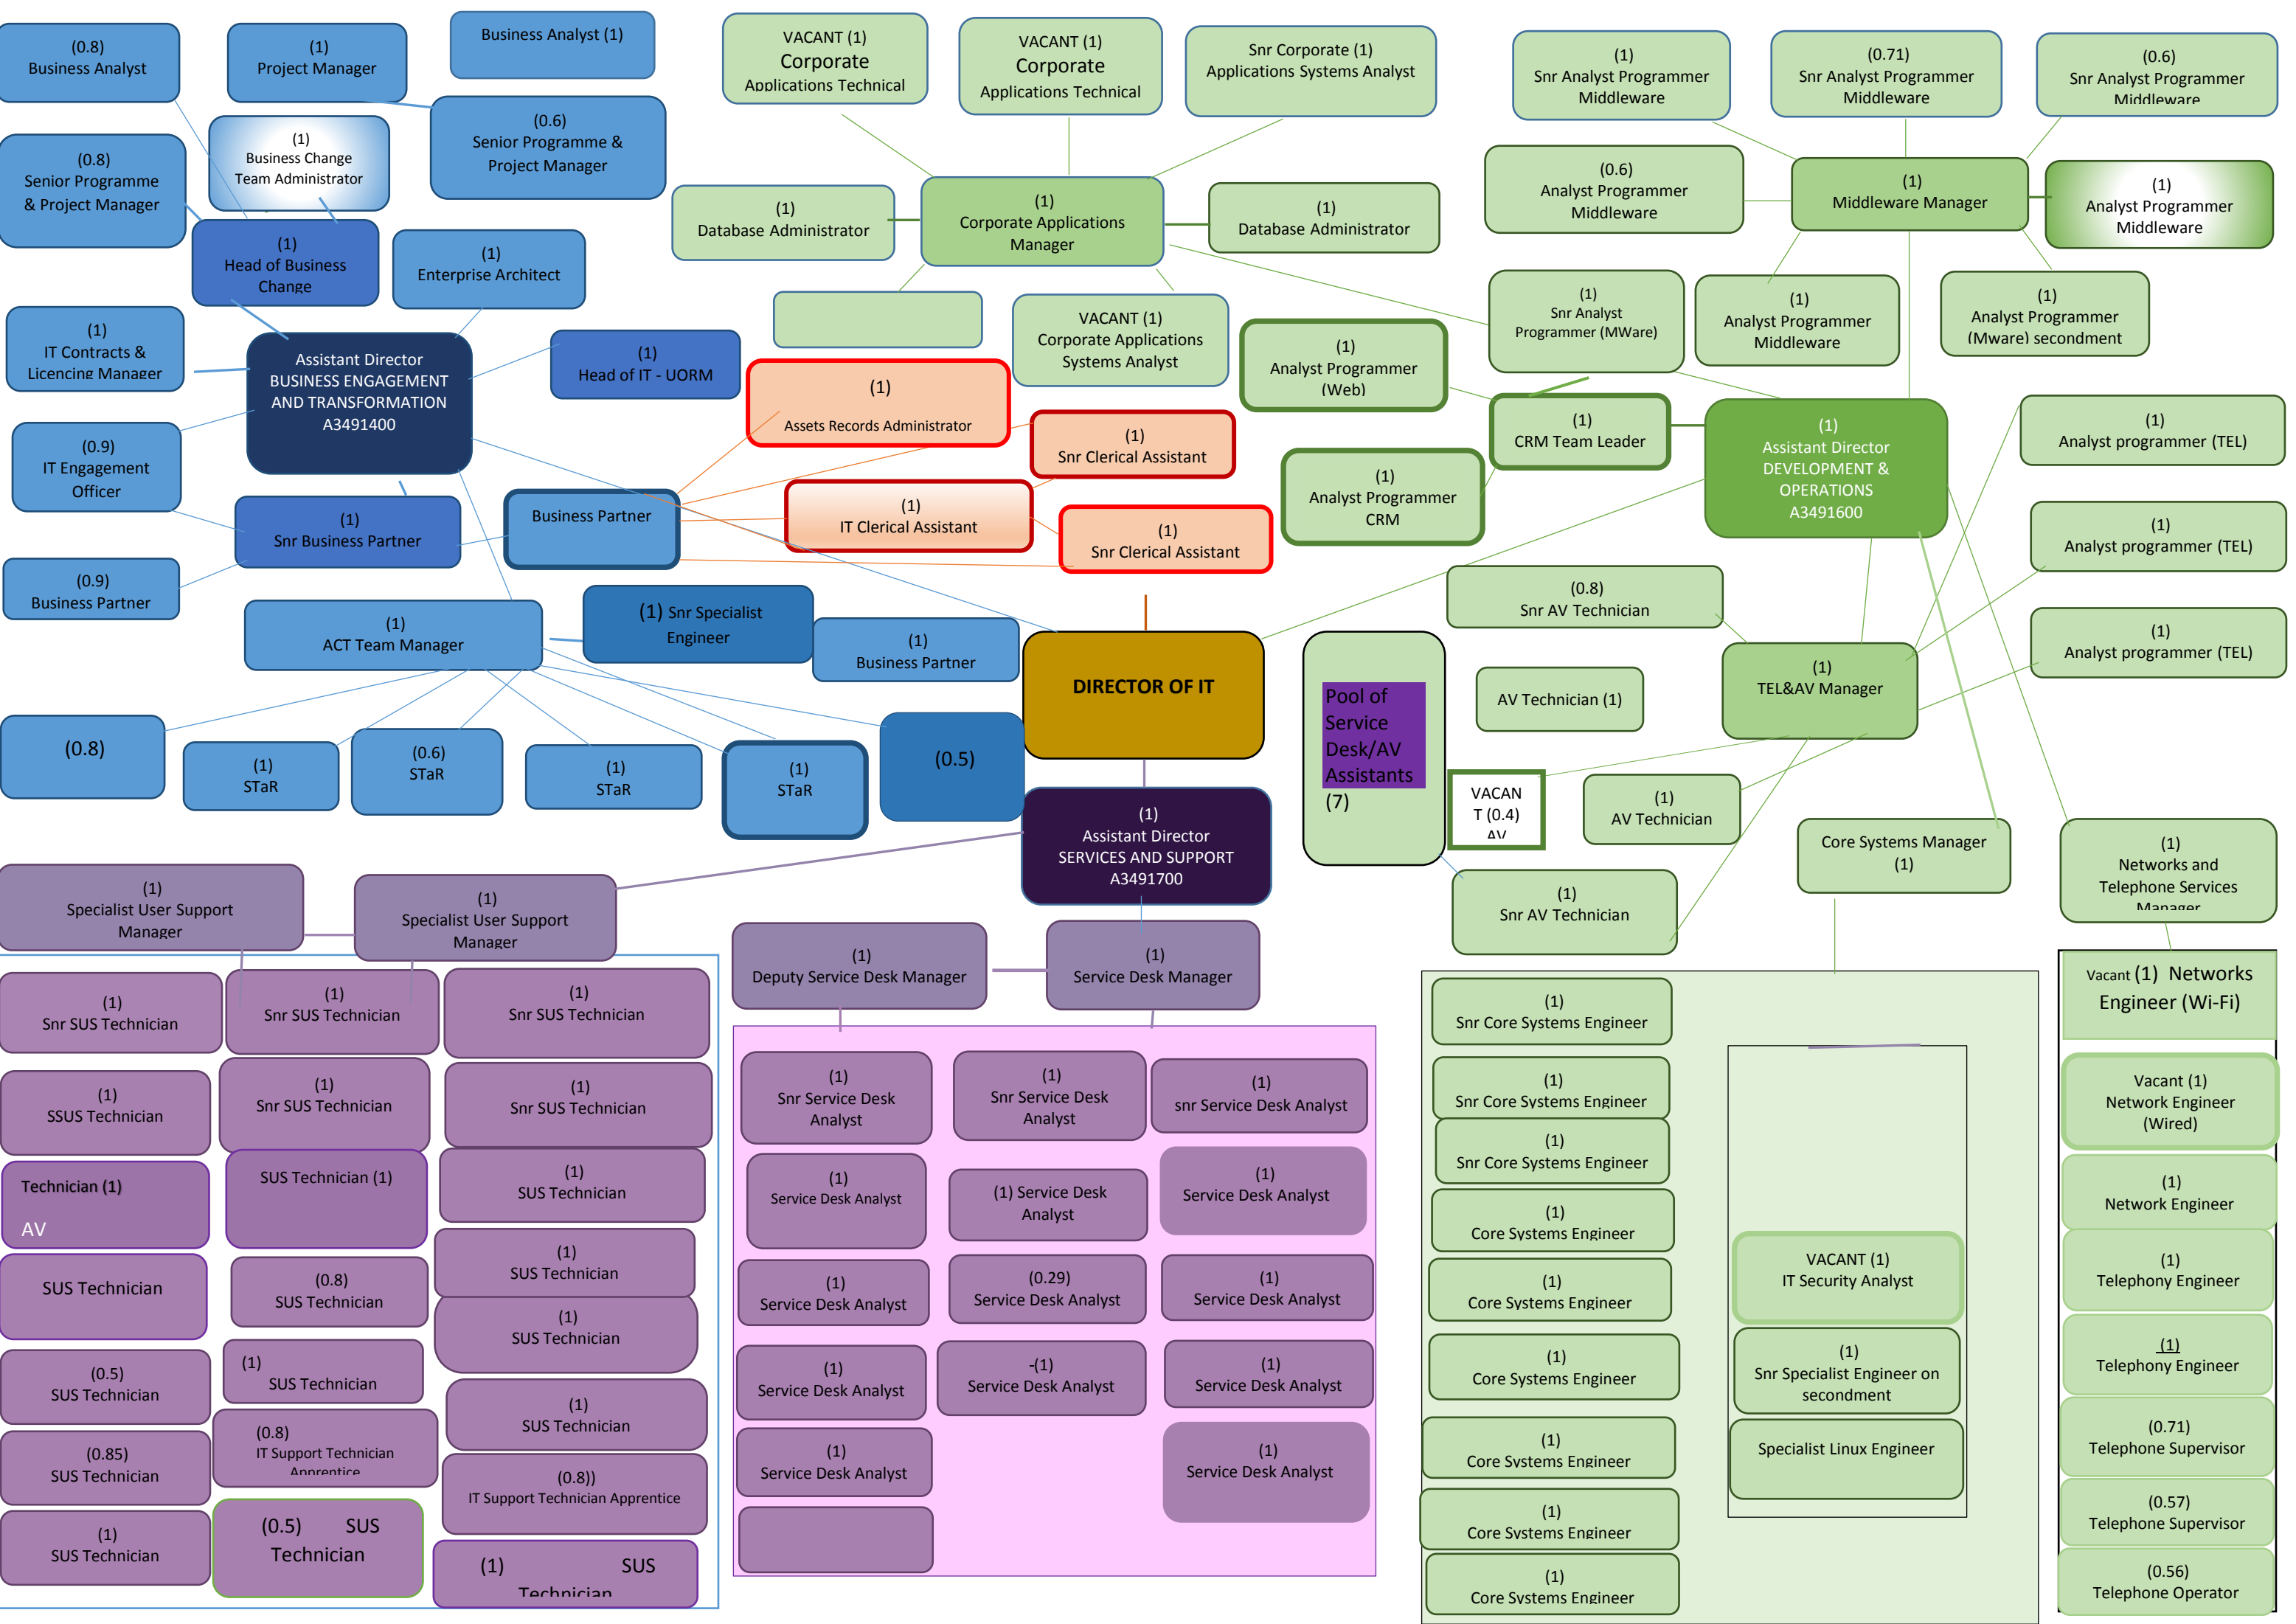 (0.8)
Business Analyst
(1)
Project Manager
Business Analyst (1)
VACANT (1)
Corporate
Applications Technical
VACANT (1)
Corporate
Applications Technical
Snr Corporate (1)
Applications Systems Analyst
(1)
Snr Analyst Programmer
Middleware
(0.71)
Snr Analyst Programmer
Middleware
(0.6)
Snr Analyst Programmer
Middleware
(0.8)
Senior Programme
& Project Manager
(1)
Business Change
Team Administrator
(0.6)
Senior Programme &
Project Manager
(1)
Database Administrator
(1)
Corporate Applications
Manager
(1)
Database Administrator
(0.6)
Analyst Programmer
Middleware
(1)
Middleware Manager
(1)
Analyst Programmer
Middleware
(1)
Head of Business
Change
(1)
Enterprise Architect
(1)
IT Contracts &
Licencing Manager
Assistant Director
BUSINESS ENGAGEMENT
AND TRANSFORMATION
A3491400
(1)
Head of IT - UORM
VACANT (1)
Corporate Applications
Systems Analyst
(1)
Snr Analyst
Programmer (MWare)
(1)
Analyst Programmer
Middleware
(1)
Analyst Programmer
(Mware) secondment
(1)
Assets Records Administrator
(1)
Analyst Programmer
(Web)
(1)
Snr Clerical Assistant
(1)
CRM Team Leader
(1)
Assistant Director
DEVELOPMENT &
OPERATIONS
A3491600
(1)
Analyst programmer (TEL)
(0.9)
IT Engagement
Officer
(1)
Snr Business Partner
Business Partner
(1)
IT Clerical Assistant
(1)
Snr Clerical Assistant
(1)
Analyst Programmer
CRM
(1)
Analyst programmer (TEL)
(0.9)
Business Partner
(1)
ACT Team Manager
(1) Snr Specialist
Engineer
(1)
Business Partner
DIRECTOR OF IT
Pool of
Service
Desk/AV
Assistants
(7)
(0.8)
Snr AV Technician
AV Technician (1)
(1)
TEL&AV Manager
(1)
Analyst programmer (TEL)
(0.8)
(1)
STaR
(0.6)
STaR
(1)
STaR
(1)
STaR
(0.5)
VACAN
T (0.4)
AV
(1)
AV Technician
(1)
Assistant Director
SERVICES AND SUPPORT
A3491700
Core Systems Manager
(1)
(1)
Networks and
Telephone Services
Manager
(1)
Snr AV Technician
(1)
Specialist User Support
Manager
(1)
Specialist User Support
Manager
(1)
Deputy Service Desk Manager
(1)
Service Desk Manager
(1)
Snr SUS Technician
(1)
Snr SUS Technician
(1)
Snr SUS Technician
(1)
SSUS Technician
(1)
Snr SUS Technician
(1)
Snr SUS Technician
Technician (1)
AV
SUS Technician (1)
(1)
SUS Technician
SUS Technician
(0.8)
SUS Technician
(1)
SUS Technician
(1)
SUS Technician
(0.5)
SUS Technician
(1)
SUS Technician
(1)
SUS Technician
(0.85)
SUS Technician
(0.8)
IT Support Technician
Apprentice
(0.8))
IT Support Technician Apprentice
(1)
SUS Technician
(0.5) SUS
Technician
(1) SUS
Technician
(1)
Snr Service Desk
Analyst
(1)
Snr Service Desk
Analyst
(1)
snr Service Desk Analyst
(1)
Service Desk Analyst
(1) Service Desk
Analyst
(1)
Service Desk Analyst
(1)
Service Desk Analyst
(0.29)
Service Desk Analyst
(1)
Service Desk Analyst
(1)
Service Desk Analyst
-(1)
Service Desk Analyst
(1)
Service Desk Analyst
(1)
Service Desk Analyst
(1)
Service Desk Analyst
(1)
Snr Core Systems Engineer
(1)
Snr Core Systems Engineer
(1)
Snr Core Systems Engineer
(1)
Core Systems Engineer
(1)
Core Systems Engineer
(1)
Core Systems Engineer
(1)
Core Systems Engineer
(1)
Core Systems Engineer
(1)
Core Systems Engineer
VACANT (1)
IT Security Analyst
(1)
Snr Specialist Engineer on
secondment
Specialist Linux Engineer
Vacant (1) Networks
Engineer (Wi-Fi)
Vacant (1)
Network Engineer
(Wired)
(1)
Network Engineer
(1)
Telephony Engineer
(1)
Telephony Engineer
(0.71)
Telephone Supervisor
(0.57)
Telephone Supervisor
(0.56)
Telephone Operator